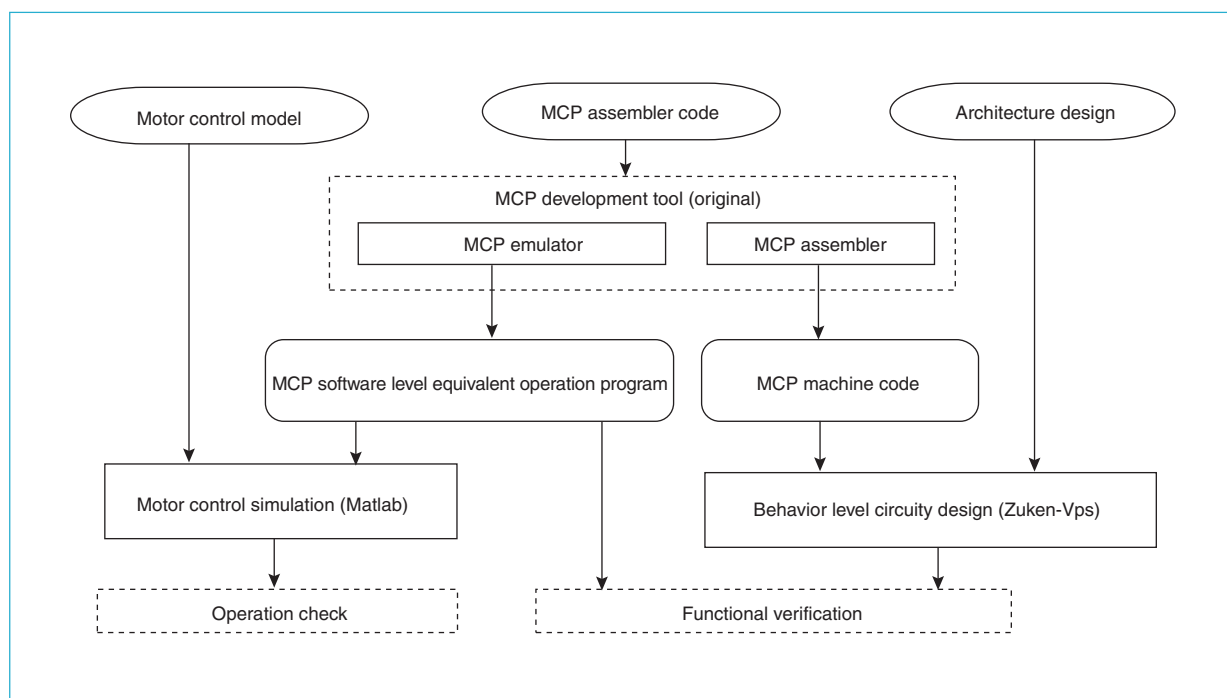 Motor control model
MCP assembler code
Architecture design
MCP development tool (original)
MCP emulator
MCP assembler
MCP software level equivalent operation program
MCP machine code
Motor control simulation (Matlab)
Behavior level circuity design (Zuken-Vps)
Operation check
Functional verification